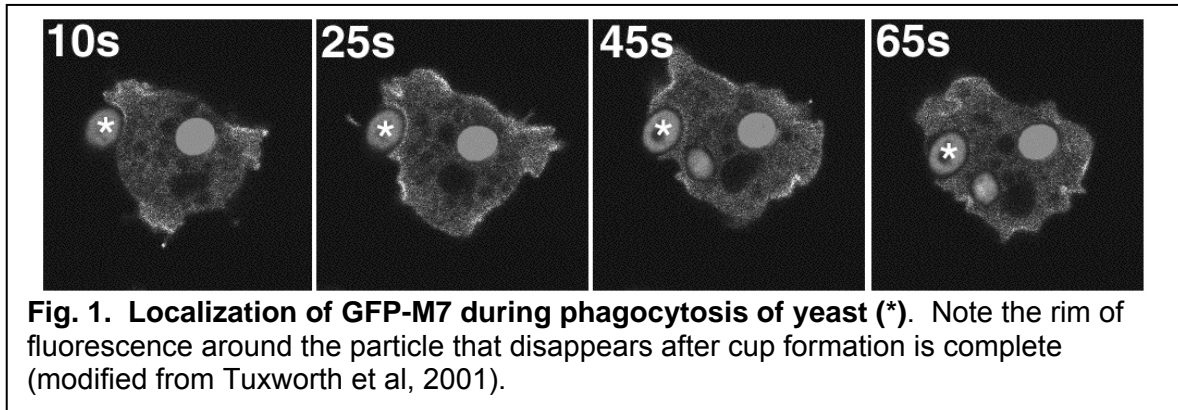 10s 25s 45s 65s
* * * *
Fig. 1. Localization of GFP-M7 during phagocytosis of yeast (*). Note the rim of
fluorescence around the particle that disappears after cup formation is complete
(modified from Tuxworth et al, 2001).